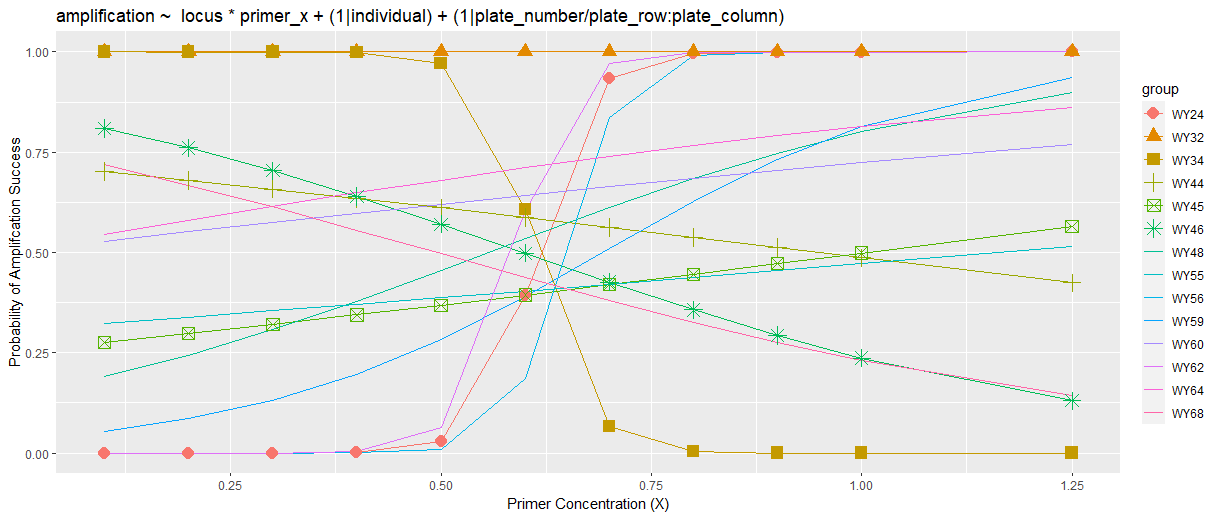 amplification ~  locus * primer_x + (1|individual) + (1|plate_number/plate_row:plate_column)
Probability of Amplifcation Success
1.00
0.75
0.50
0.25
0.00
0.25
0.50
0.75
1.00
1.25
Primer Concentration (X)
group
WY24
WY32
WY34
WY44
WY45
WY46
WY48
WY55
WY56
WY59
WY60
WY62
WY64
WY68